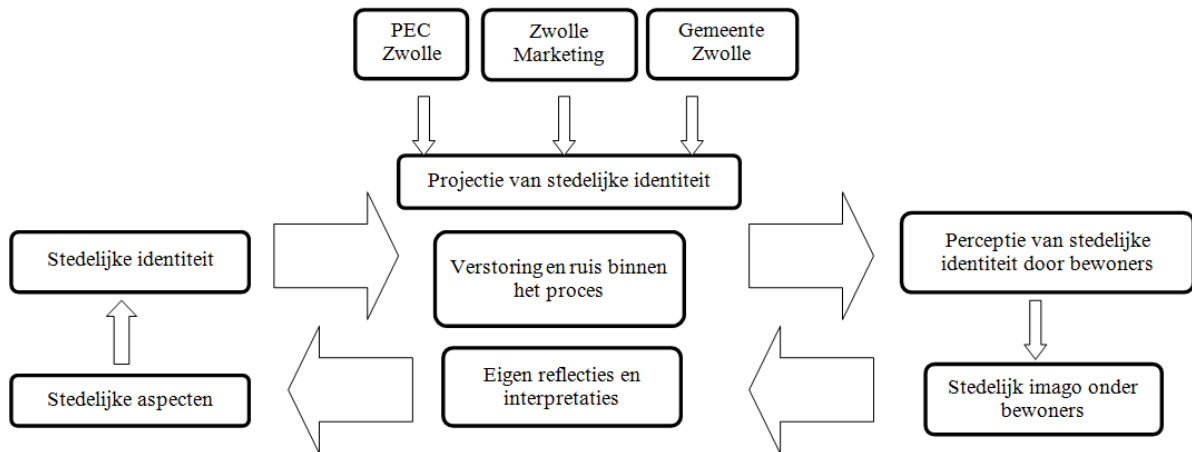 PEC
Zwolle
Zwolle
Marketing
Gemeente
Zwolle
Projectie van stedelijke identiteit
Stedelijke identiteit
Verstoring en ruis binnen
het proces
Perceptie van stedelijke
identiteit door bewoners
Stedelijke aspecten
Eigen reflecties en
interpretaties
Stedelijk imago onder
bewoners